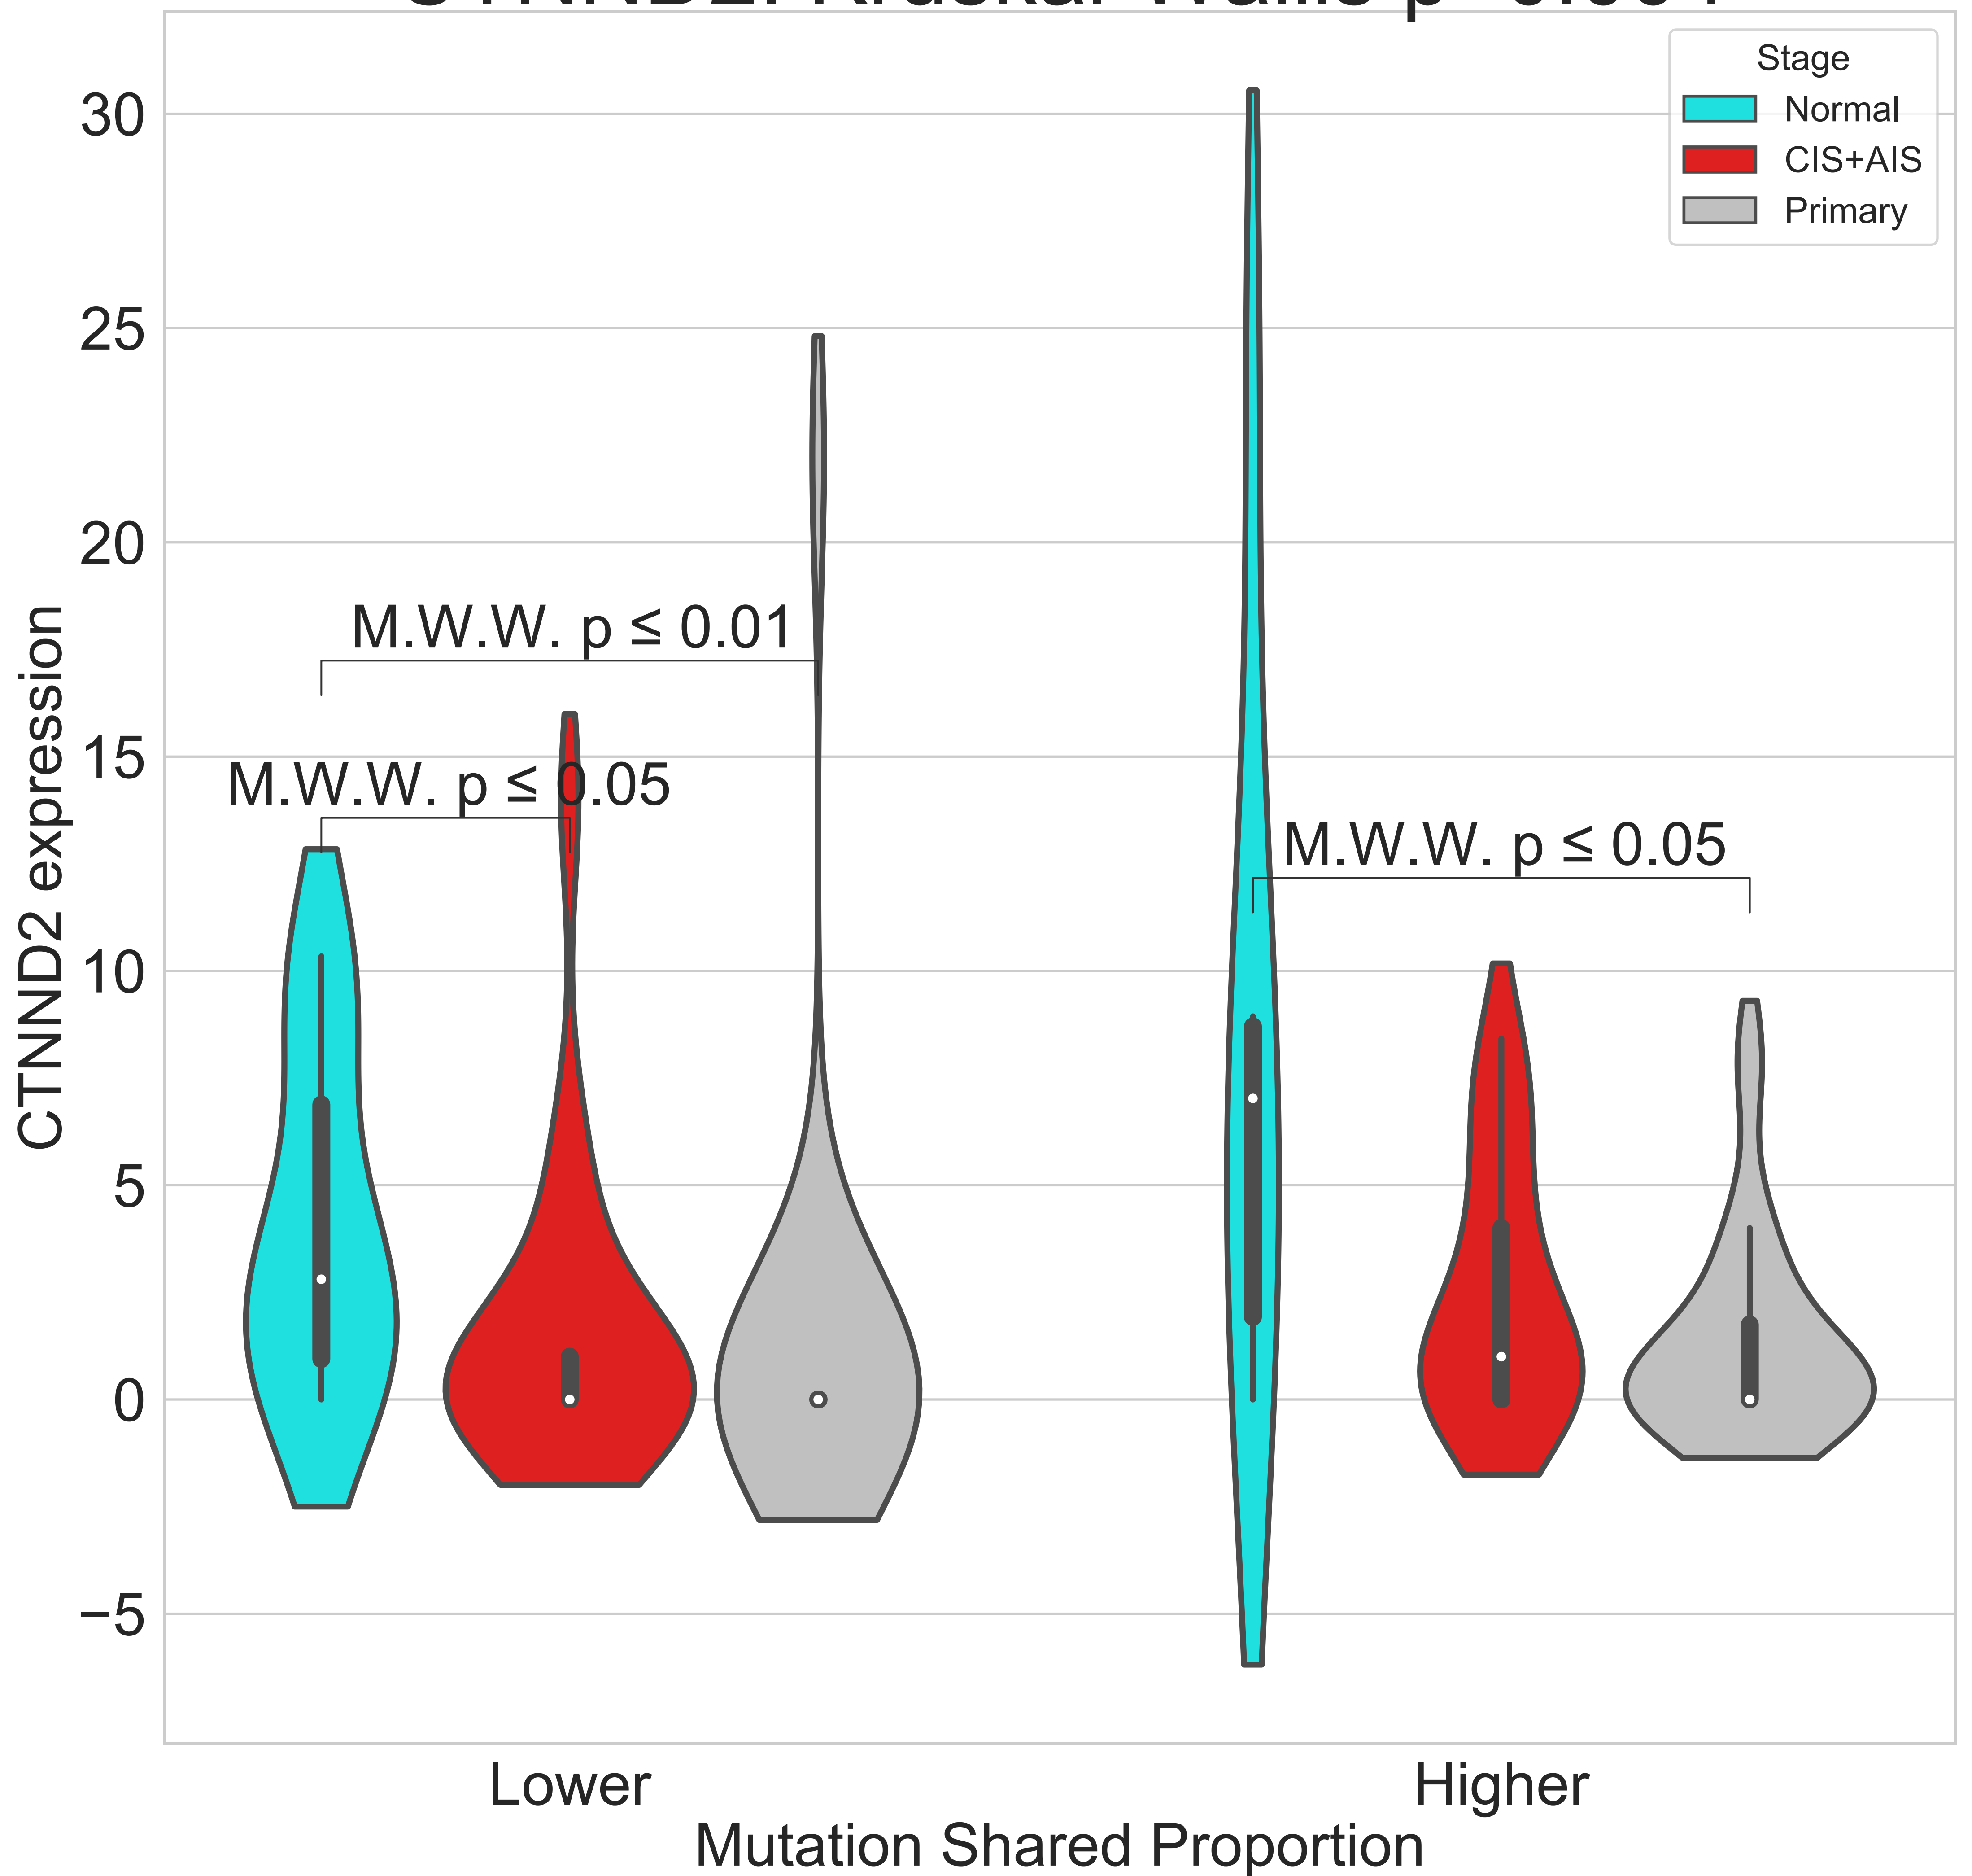 Stage
Normal
CIS+AIS
Primary
30
25
20
15
10
5
0
−5
CTNND2 expression
M.W.W. p ≤ 0.01
M.W.W. p ≤ 0.05
M.W.W. p ≤ 0.05
Lower
Higher
Mutation Shared Proportion